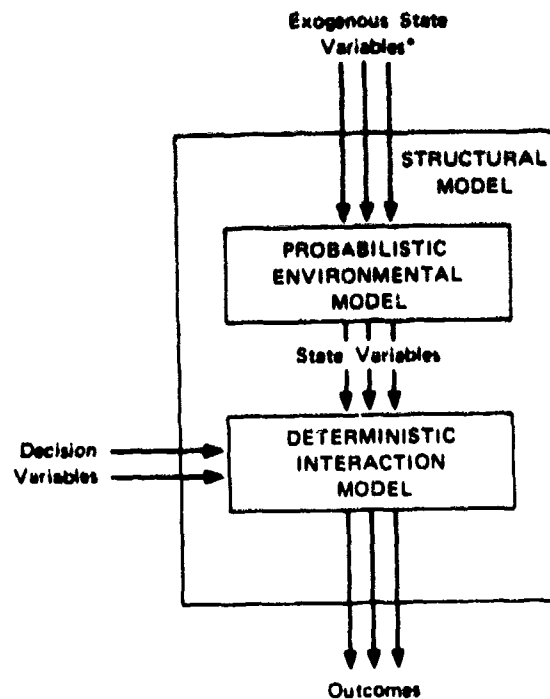 Exogenous State
Variables*
STRUCTURAL
MODEL
PROBABILISTIC
ENVIRONMENTAL
MODEL
State Variables
Decision
Variables
DETERMINISTIC
INTERACTION
MODEL
Outcomes